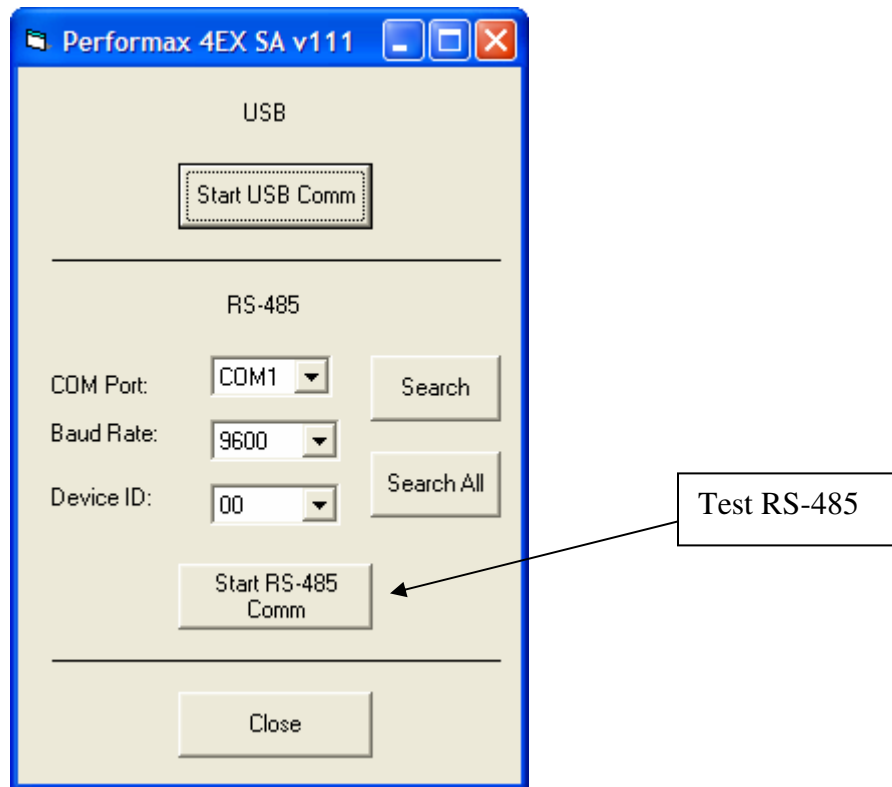 Performax 4EX SA v111
USB
Start USB Comm
RS-485
COM Port:
COM1
Search
Baud Rate:
9600
Device ID:
00
Search All
Test RS-485
Start RS-485
Comm
Close